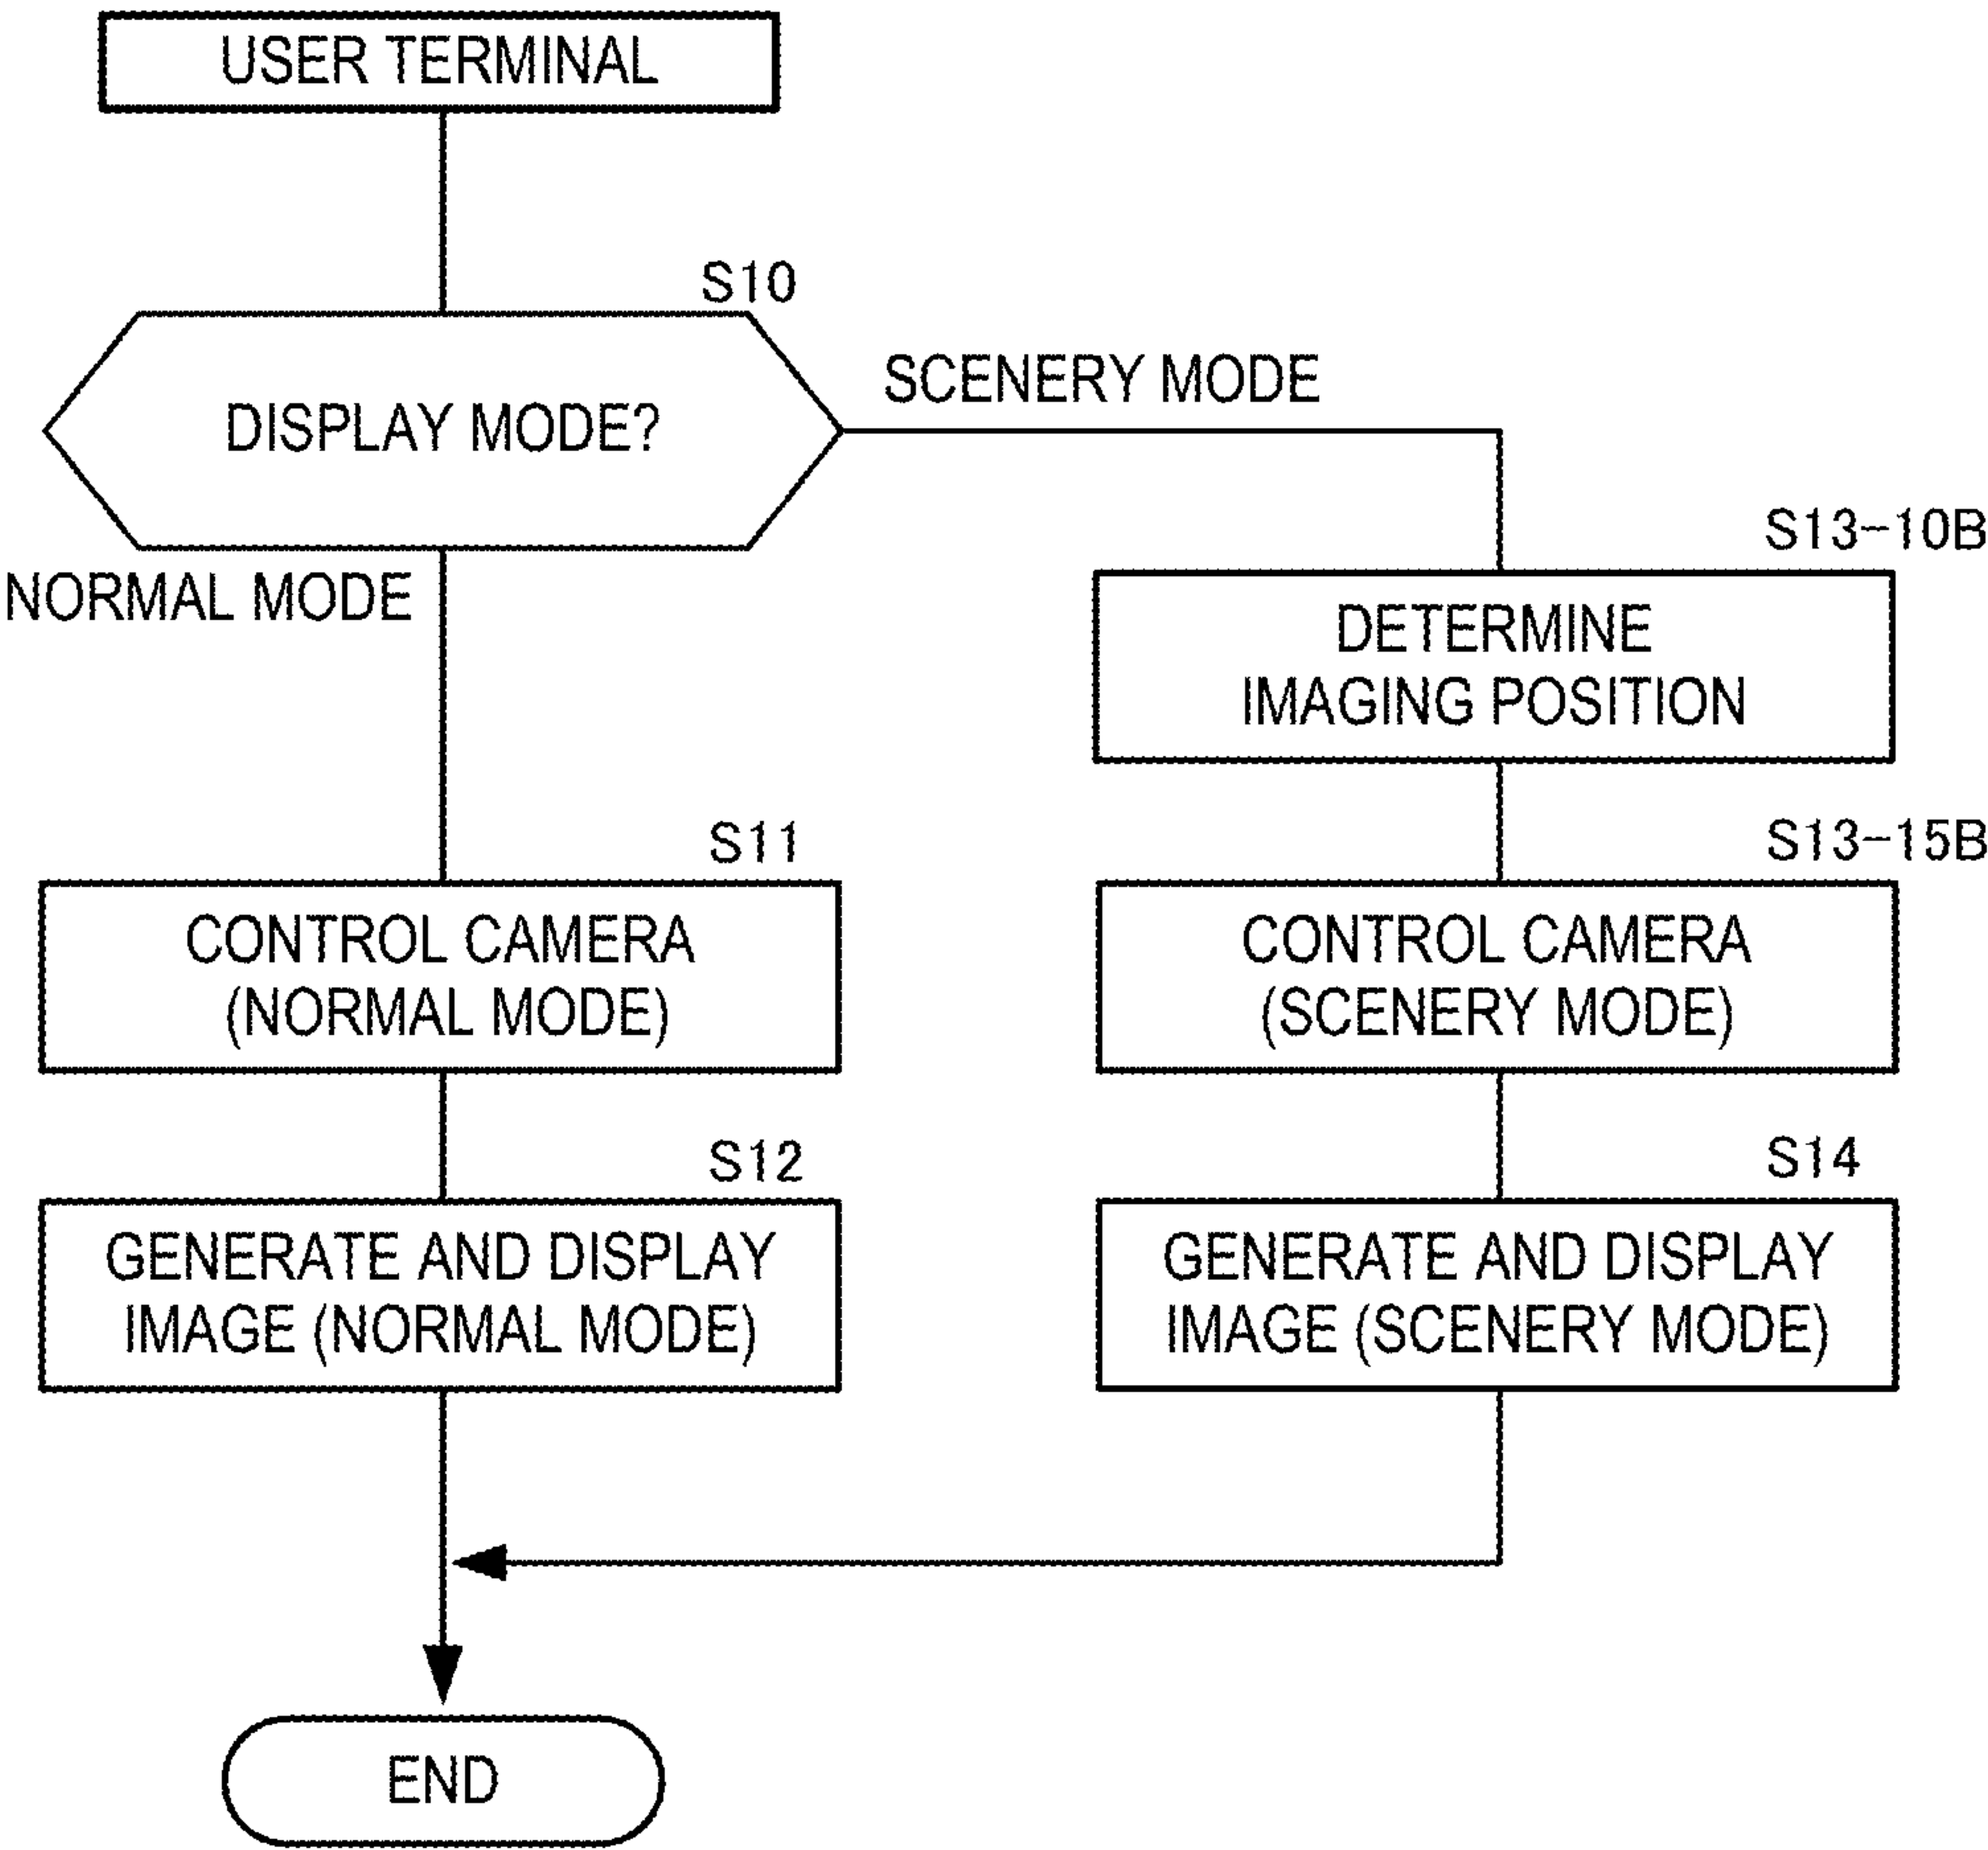 USER TERMINAL
S10
DISPLAY MODE?
SCENERY MODE
NORMAL MODE
S13-10B
DETERMINE
IMAGING POSITION
S11
CONTROL CAMERA
(NORMAL MODE)
S13-15B
CONTROL CAMERA
(SCENERY MODE)
S12
GENERATE AND DISPLAY
IMAGE (NORMAL MODE)
S14
GENERATE AND DISPLAY
IMAGE (SCENERY MODE)
END